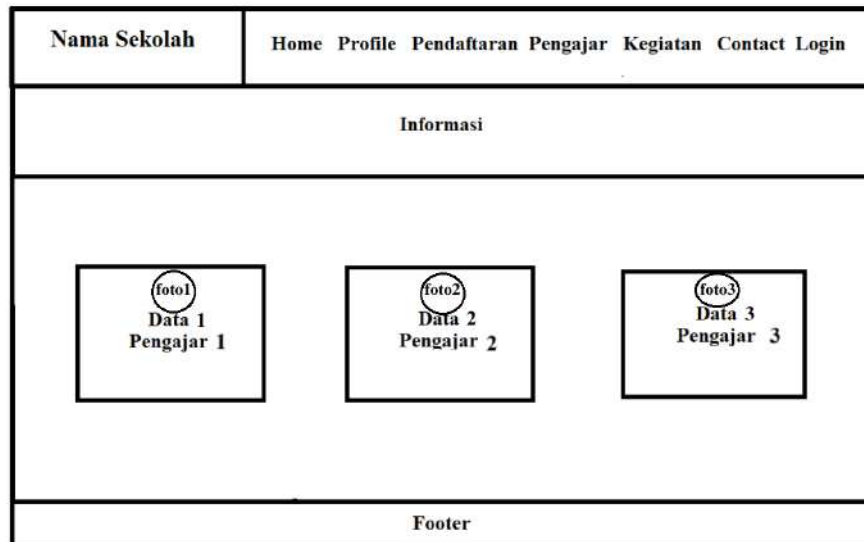 Nama Sekolah
Home Profile Pendaftaran Pengajar Kegiatan Contact Login
Informasi
foto1
Data 1
Pengajar 1
foto2
Data 2
Pengajar 2
foto3
Data 3
Pengajar 3
Footer